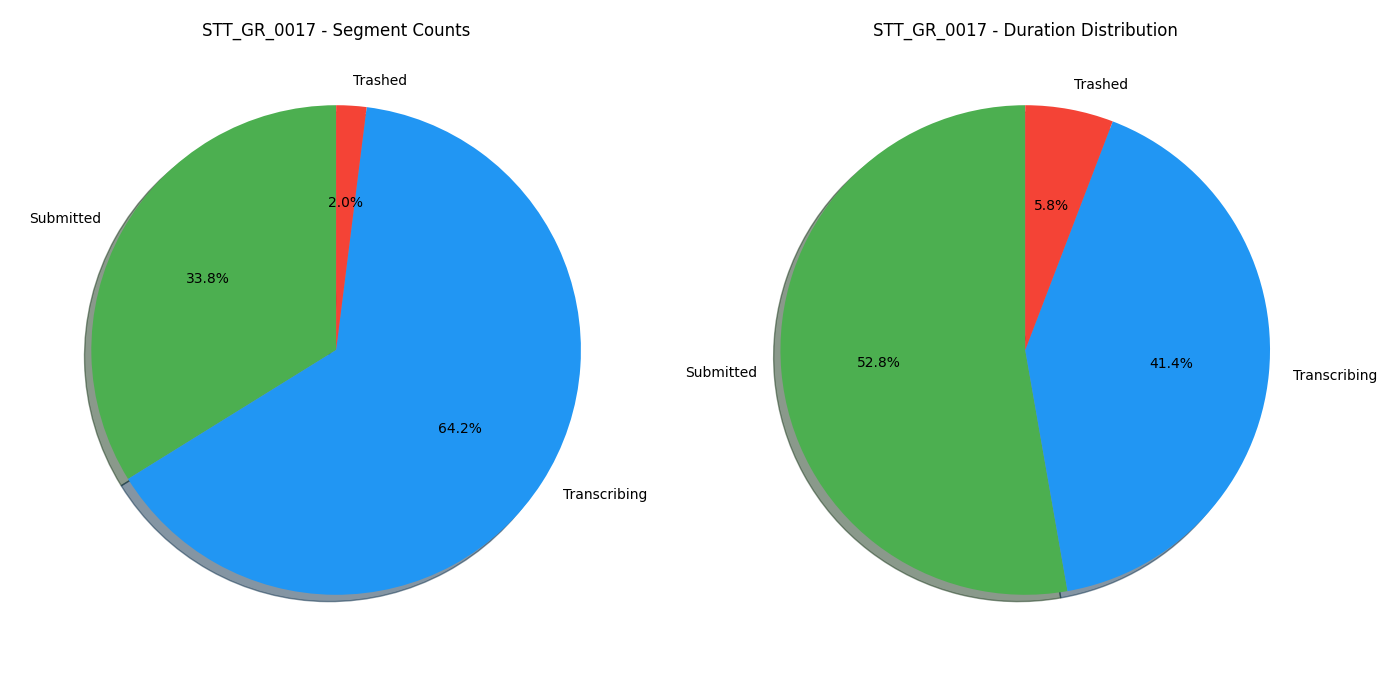 STT_GR_0017 - Segment Counts
Trashed
2.0%
Submitted
33.8%
64.2%
Transcribing
STT_GR_0017 - Duration Distribution
Trashed
5.8%
Submitted
52.8%
41.4%
Transcribing